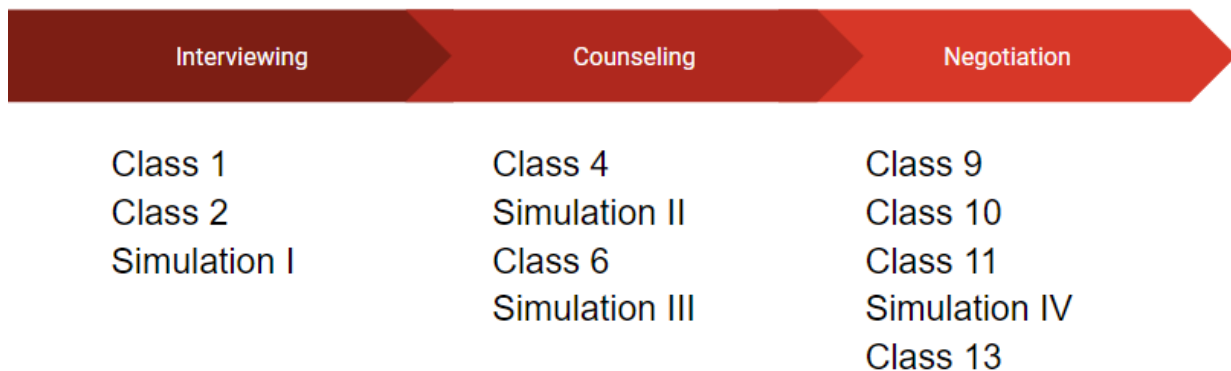 Interviewing
Counseling
Negotiation
Class 1
Class 2
Simulation I
Class 4
Simulation II
Class 6
Simulation III
Class 9
Class 10
Class 11
Simulation IV
Class 13